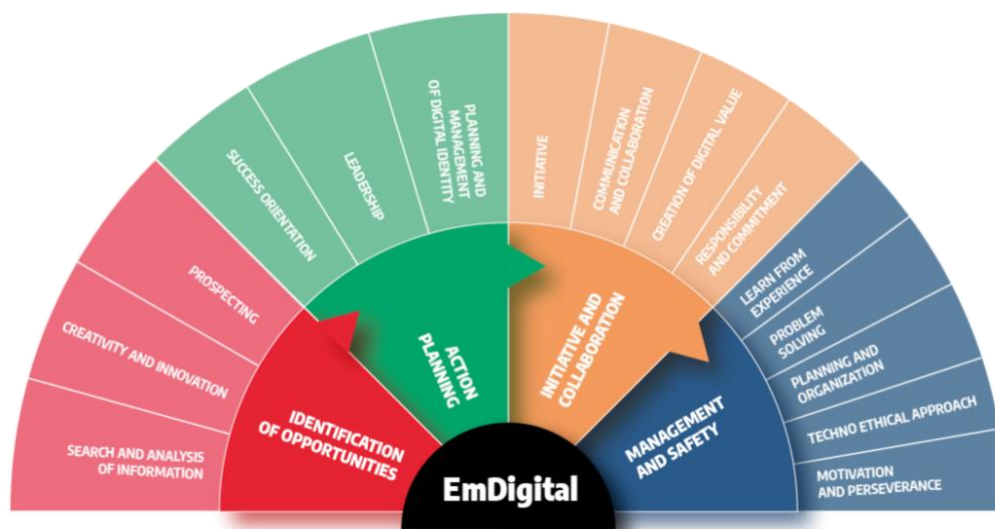 SEARCH AND ANALYSIS
OF INFORMATION
CREATIVITY AND INNOVATION
PROSPECTING
SUCCESS ORIENTATION
LEADERSHIP
PLANNING AND
MANAGEMENT
OF DIGITAL IDENTITY
INITIATIVE
COMMUNICATION
AND COLLABORATION
CREATION OF DIGITAL VALUE
RESPONSIBILITY
AND COMMITMENT
LEARN FROM
EXPERIENCE
PROBLEM
SOLVING
PLANNING AND
ORGANIZATION
TECHNO ETHICAL APPROACH
MOTIVATION
AND PERSEVERANCE
IDENTIFICATION
OF OPPORTUNITIES
ACTION
PLANNING
INITIATIVE AND
COLLABORATION
MANAGEMENT
AND SAFETY
EmDigital